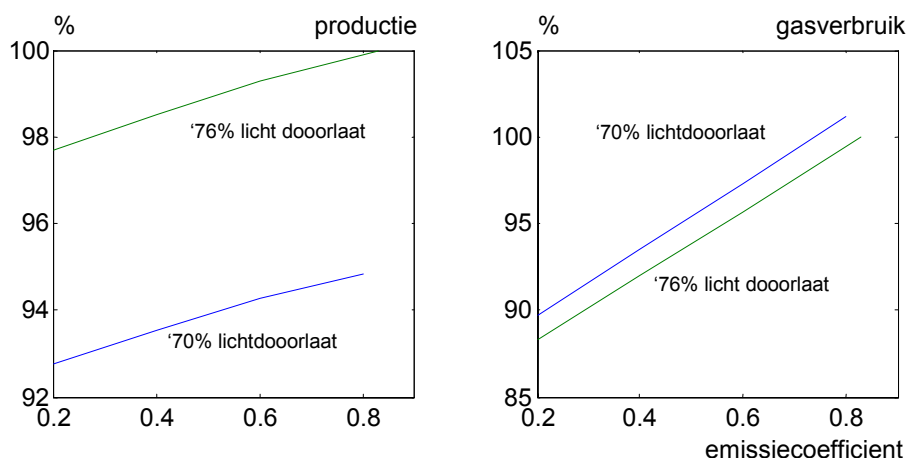 % productie
100
98
96
94
92
0.2 0.4 0.6 0.8
‘76% licht dooorlaat
‘70% lichtdooorlaat
% gasverbruik
105
100
95
90
85
0.2 0.4 0.6 0.8
‘70% lichtdooorlaat
‘76% licht dooorlaat
emissiecoefficient